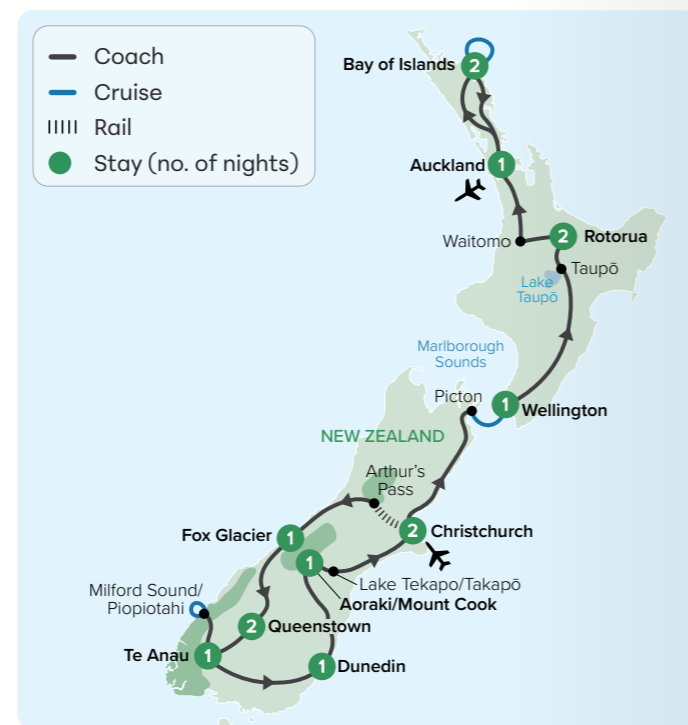 Coach
Cruise
Rail
Stay (no. of nights)
Bay of Islands
2
Auckland
1
Waitomo
2
Rotorua
Taupō
Lake
Taupō
Marlborough
Sounds
Picton
1
Wellington
NEW ZEALAND
Arthur's
Pass
Fox Glacier
1
2
Christchurch
1
Lake Tekapo/Takapō
Aoraki/Mount Cook
Milford Sound/
Piopiotahi
2
Queenstown
Te Anau
1
1
Dunedin